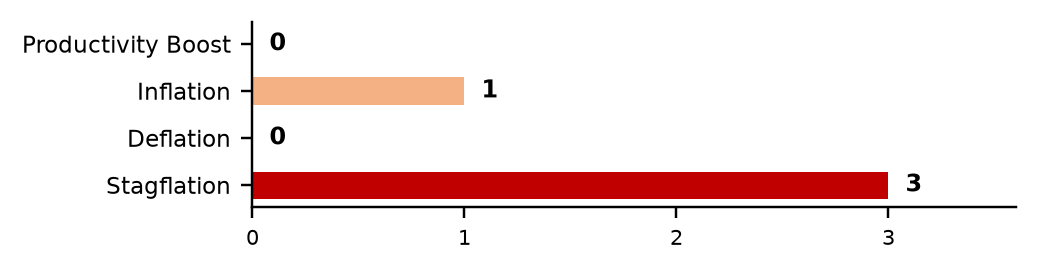 Productivity Boost 0
Inflation 1
Deflation 0
Stagflation 3
0 1 2 3